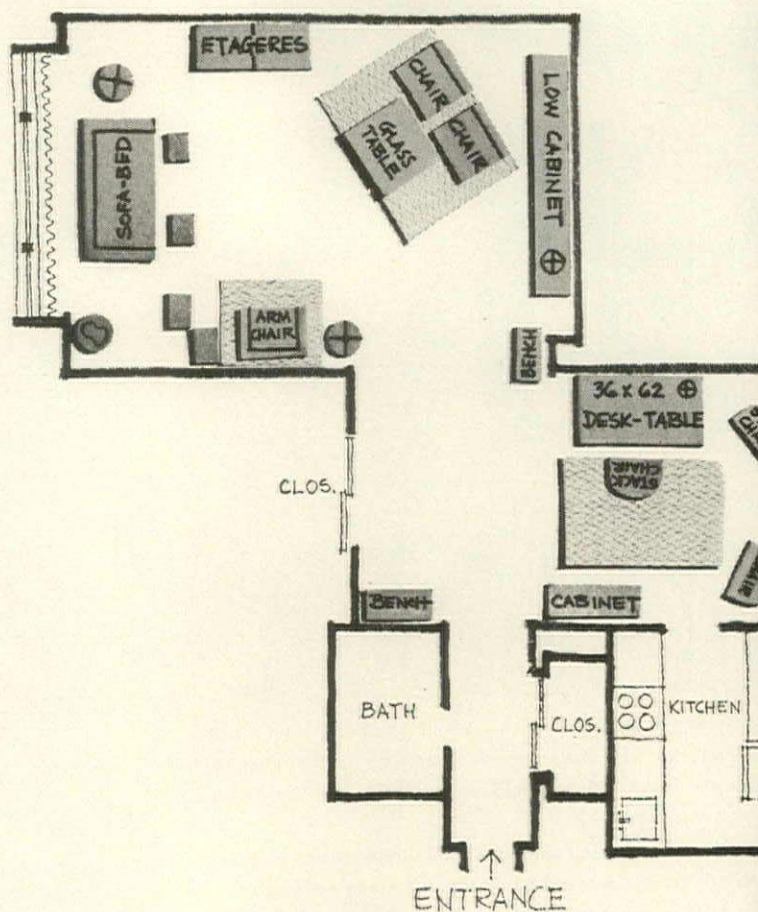 ETAGERES
CHAIR
CHAIR
GLASS
TABLE
LOW CABINET
SOFA-BED
ARM
CHAIR
BENCH
36 X 62
DESK-TABLE
STACK
CHAIR
CLOS.
BENCH
CABINET
BATH
CLOS.
KITCHEN
ENTRANCE